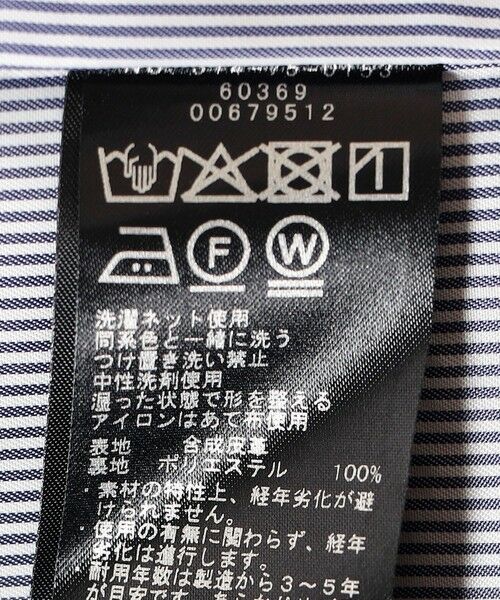 60369
00679512
F W
洗濯ネット使用
同系色と一緒に洗う
つけ置き洗い禁止
中性洗剤使用
湿った状態で形を整える
アイロンはあて布使用
表地 合成皮革
裏地 ポリエステル 100%
・素材の特性上、経年劣化が避
けられません。
・使用の有無に関わらず、経年
劣化は進行します。
耐用年数は製造から3～5年
が目安です。